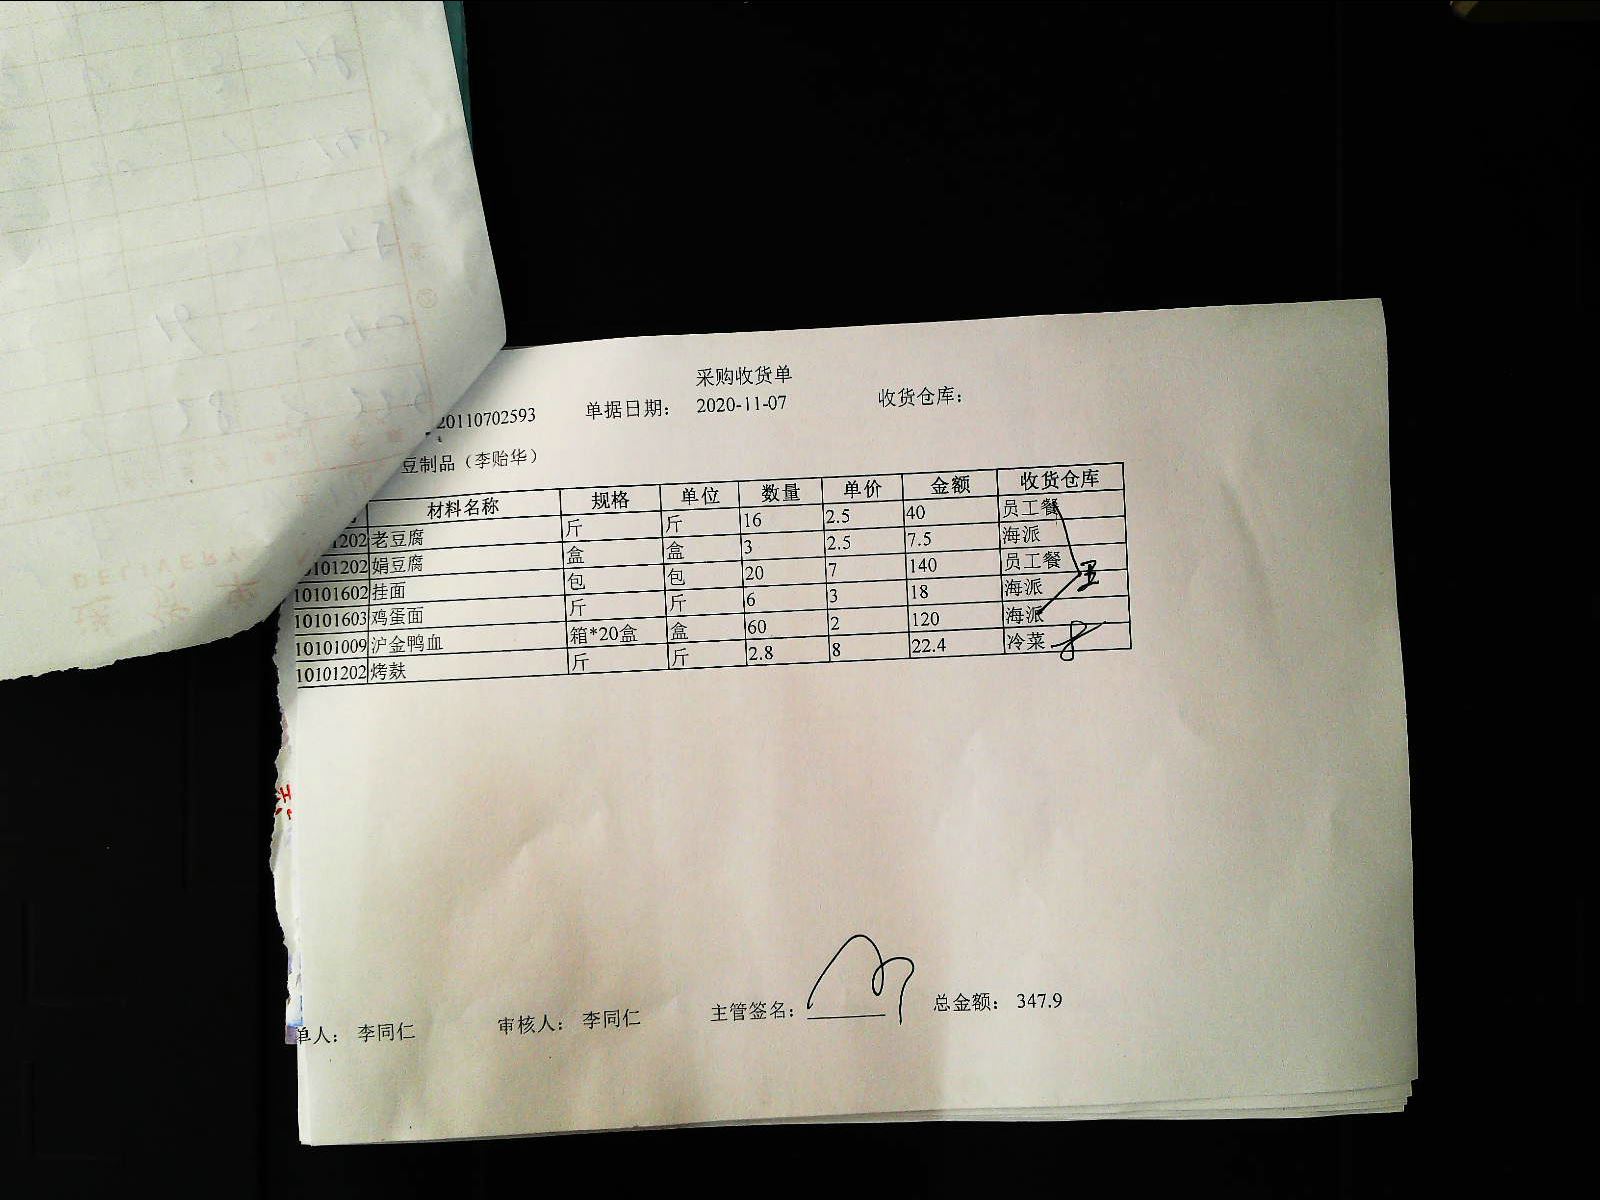 采购收货单
20110702593 单据日期： 2020-11-07 收货仓库：
豆制品（李贻华）
材料名称 规格 单位 数量 单价 金额 收货仓库
1202 老豆腐 斤 斤 16 2.5 40 员工餐
0101202 娟豆腐 盒 盒 3 2.5 7.5 海派
10101602 挂面 包 包 20 7 140 员工餐
10101603 鸡蛋面 斤 斤 6 3 18 海派
10101009 沪金鸭血 箱*20盒 盒 60 2 120 海派
10101202 烤麸 斤 斤 2.8 8 22.4 冷菜
单人： 李同仁 审核人： 李同仁 主管签名： 总金额： 347.9